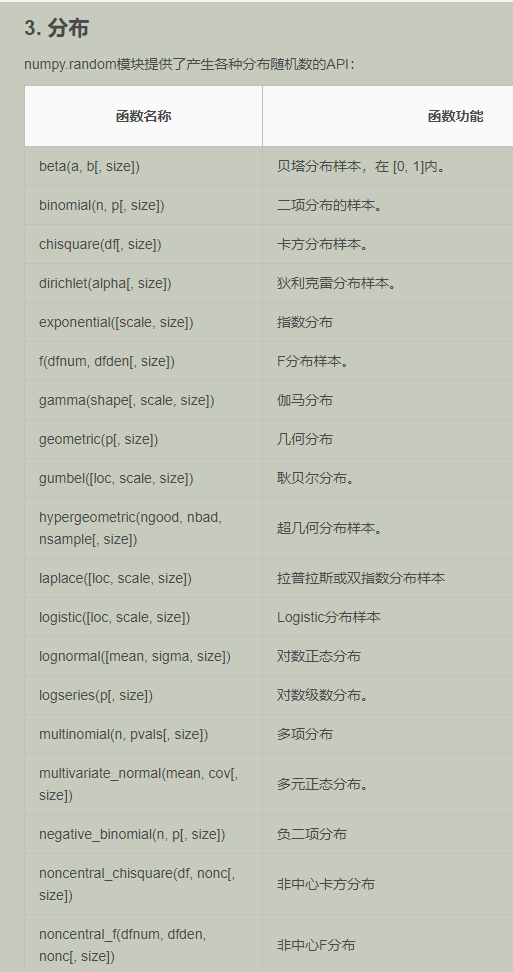 3. 分布
numpy.random模块提供了产生各种分布随机数的API：
函数名称 函数功能
beta(a, b[, size]) 贝塔分布样本，在 [0, 1]内。
binomial(n, p[, size]) 二项分布的样本。
chisquare(df[, size]) 卡方分布样本。
dirichlet(alpha[, size]) 狄利克雷分布样本。
exponential([scale, size]) 指数分布
f(dfnum, dfden[, size]) F分布样本。
gamma(shape[, scale, size]) 伽马分布
geometric(p[, size]) 几何分布
gumbel([loc, scale, size]) 耿贝尔分布。
hypergeometric(ngood, nbad,
nsample[, size]) 超几何分布样本。
laplace([loc, scale, size]) 拉普拉斯或双指数分布样本
logistic([loc, scale, size]) Logistic分布样本
lognormal([mean, sigma, size]) 对数正态分布
logseries(p[, size]) 对数级数分布。
multinomial(n, pvals[, size]) 多项分布
multivariate_normal(mean, cov[,
size]) 多元正态分布。
negative_binomial(n, p[, size]) 负二项分布
noncentral_chisquare(df, nonc[,
size]) 非中心卡方分布
noncentral_f(dfnum, dfden,
nonc[, size]) 非中心F分布